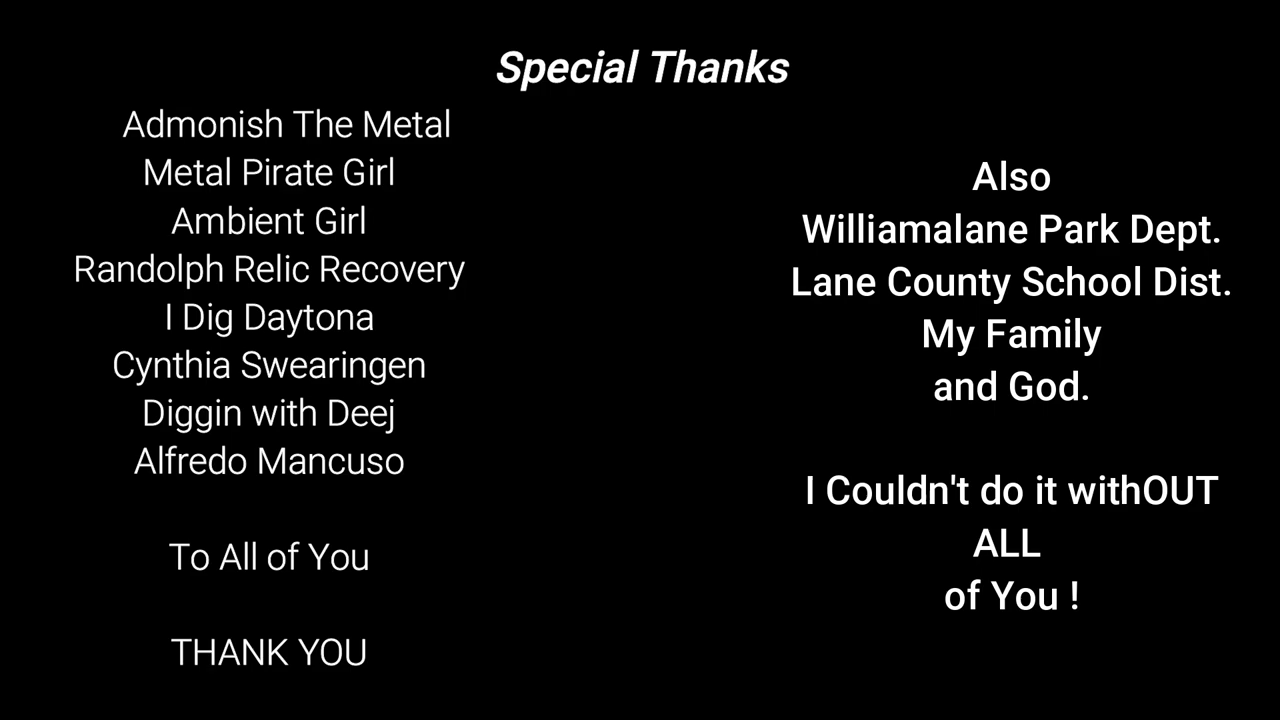 Special Thanks
Admonish The Metal
Metal Pirate Girl
Ambient Girl
Randolph Relic Recovery
I Dig Daytona
Cynthia Swearingen
Diggin with Deej
Alfredo Mancuso
To All of You
THANK YOU
Also
Williamalane Park Dept.
Lane County School Dist.
My Family
and God.
I Couldn't do it withOUT
ALL
of You !